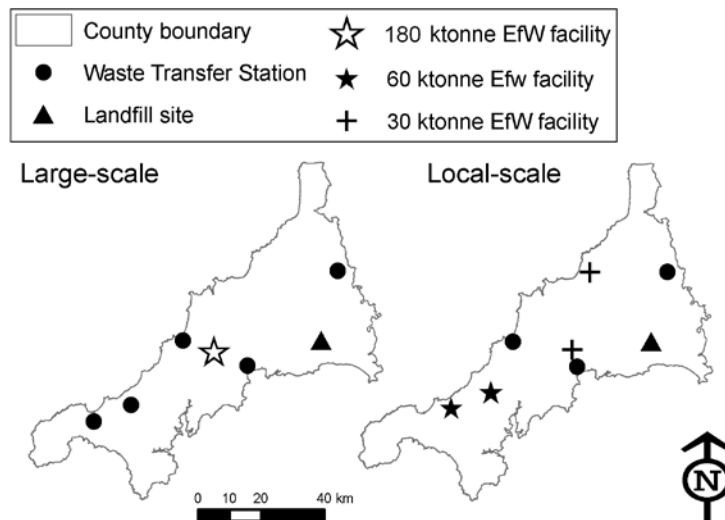 County boundary
Waste Transfer Station
Landfill site
180 ktonne EfW facility
60 ktonne Efw facility
30 ktonne EfW facility
Large-scale
Local-scale
0 10 20 40 km
N